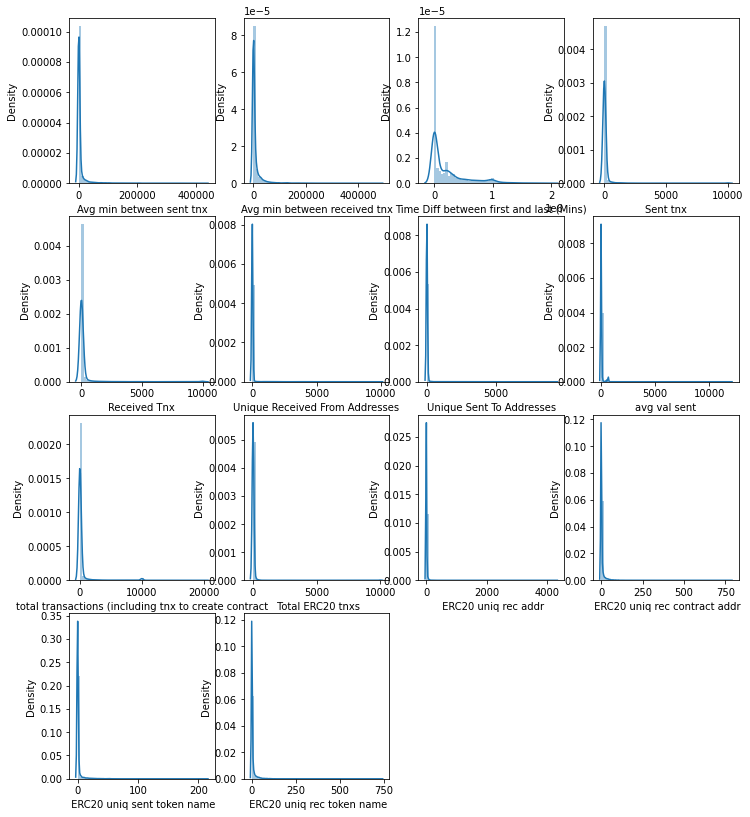 1e−5
1e−5
0.00010
0.00008
0.00006
0.00004
0.00002
0.00000
Density
0 200000 400000
Avg min between sent tnx
8
6
4
2
0
Density
0 200000 400000
Avg min between received tnx
1.2
1.0
0.8
0.6
0.4
0.2
0.0
Density
0 1 2
Time Diff between first and last (Mins)
0.004
0.003
0.002
0.001
0.000
Density
0 5000 10000
Sent tnx
0.004
0.003
0.002
0.001
0.000
Density
0 5000 10000
Received Tnx
0.008
0.006
0.004
0.002
0.000
Density
0 5000 10000
Unique Received From Addresses
0.008
0.006
0.004
0.002
0.000
Density
0 5000
Unique Sent To Addresses
0.008
0.006
0.004
0.002
0.000
Density
0 5000 10000
avg val sent
0.0020
0.0015
0.0010
0.0005
0.0000
Density
0 10000 20000
total transactions (including tnx to create contract
0.005
0.004
0.003
0.002
0.001
0.000
Density
0 5000 10000
Total ERC20 tnxs
0.025
0.020
0.015
0.010
0.005
0.000
Density
0 2000 4000
ERC20 uniq rec addr
0.12
0.10
0.08
0.06
0.04
0.02
0.00
Density
0 250 500 750
ERC20 uniq rec contract addr
0.35
0.30
0.25
0.20
0.15
0.10
0.05
0.00
Density
0 100 200
ERC20 uniq sent token name
0.12
0.10
0.08
0.06
0.04
0.02
0.00
Density
0 250 500 750
ERC20 uniq rec token name